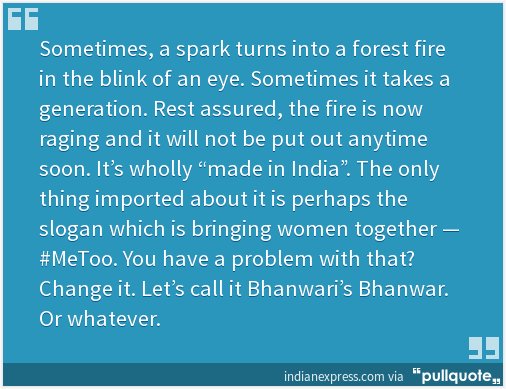 Sometimes, a spark turns into a forest fire
in the blink of an eye. Sometimes it takes a
generation. Rest assured, the fire is now
raging and it will not be put out anytime
soon. It’s wholly “made in India”. The only
thing imported about it is perhaps the
slogan which is bringing women together —
#MeToo. You have a problem with that?
Change it. Let’s call it Bhanwari’s Bhanwar.
Or whatever.
indianexpress.com via “pullquote”